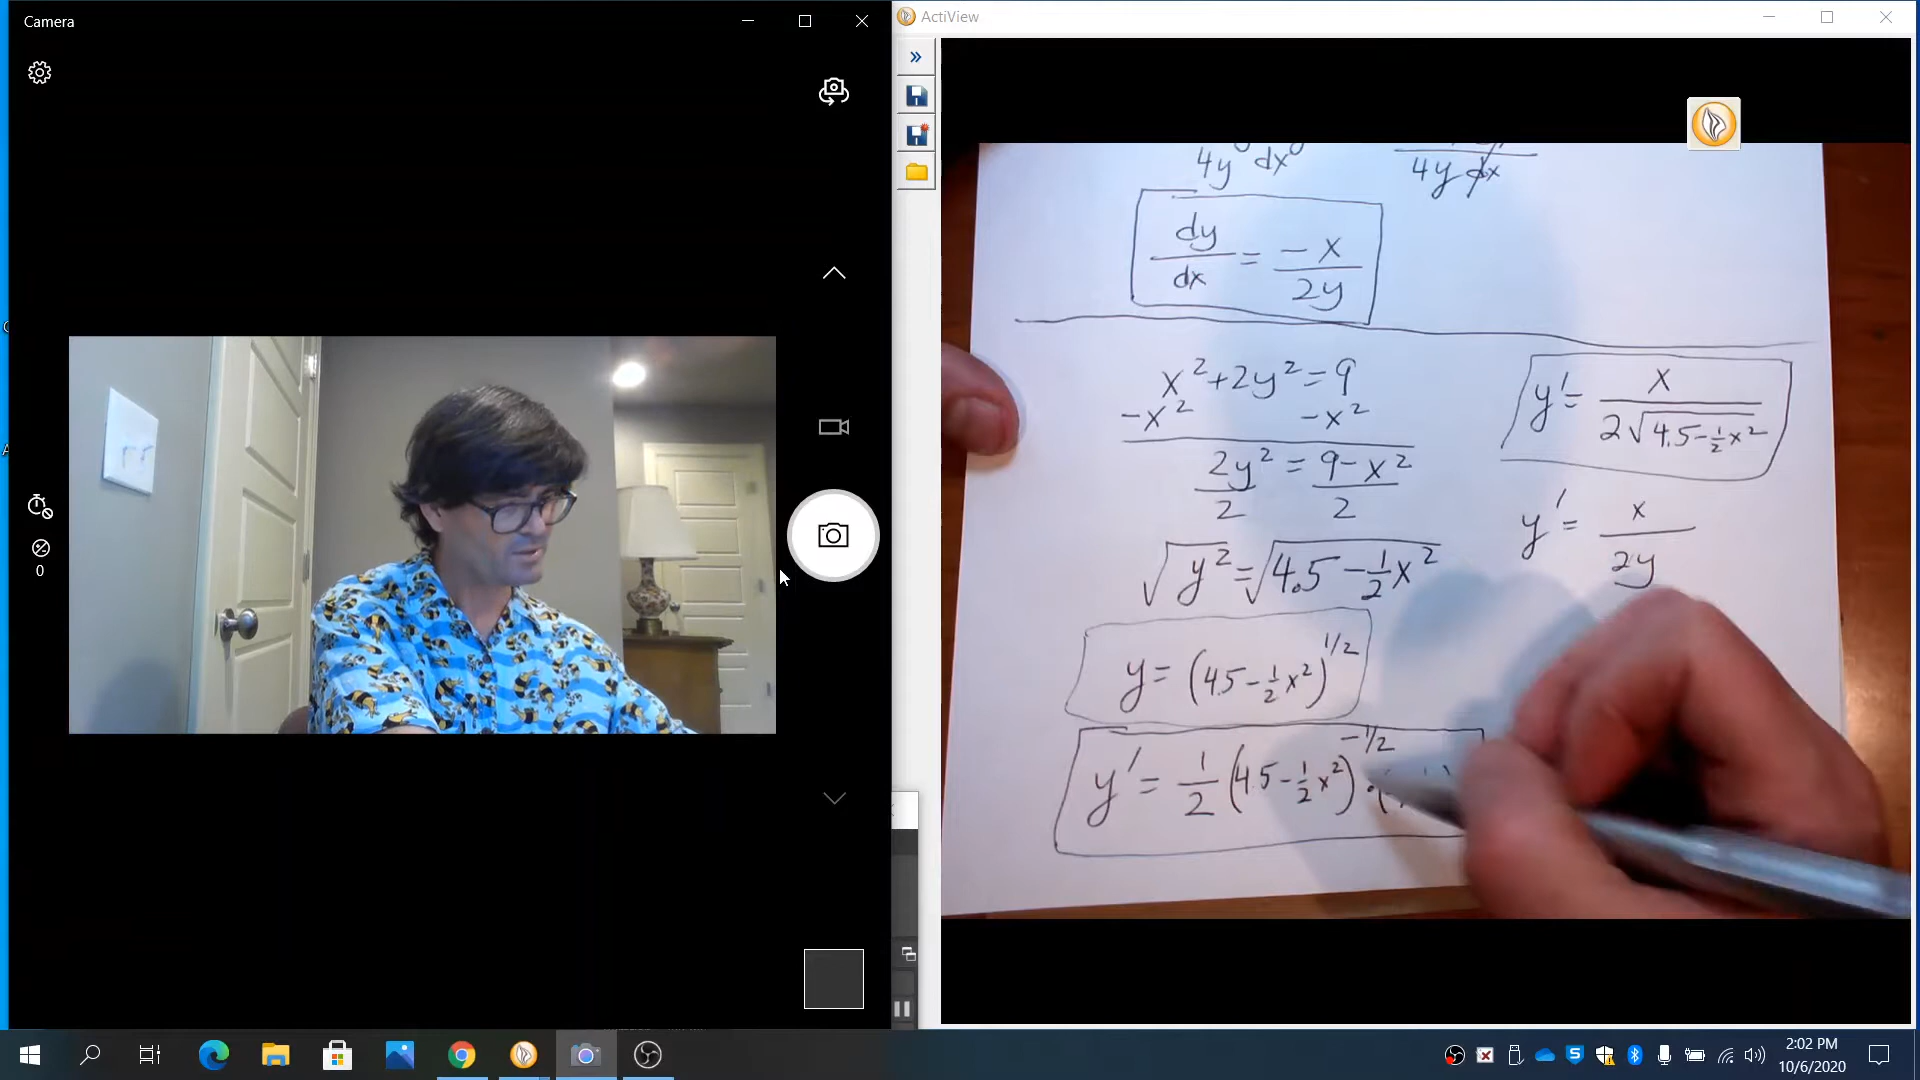 Camera
ActiView
0
4y dx
4y dx
dy/dx = -x/2y
x² + 2y² = 9
-x² -x²
2y²/2 = 9-x²/2
√y² = √4.5 - ½x²
y = (4.5 - ½x²)^1/2
y' = 1/2 (4.5 - ½x²)^-1/2 · (
y' = x/2√4.5 - ½x²
y' = x/2y
2:02 PM
10/6/2020